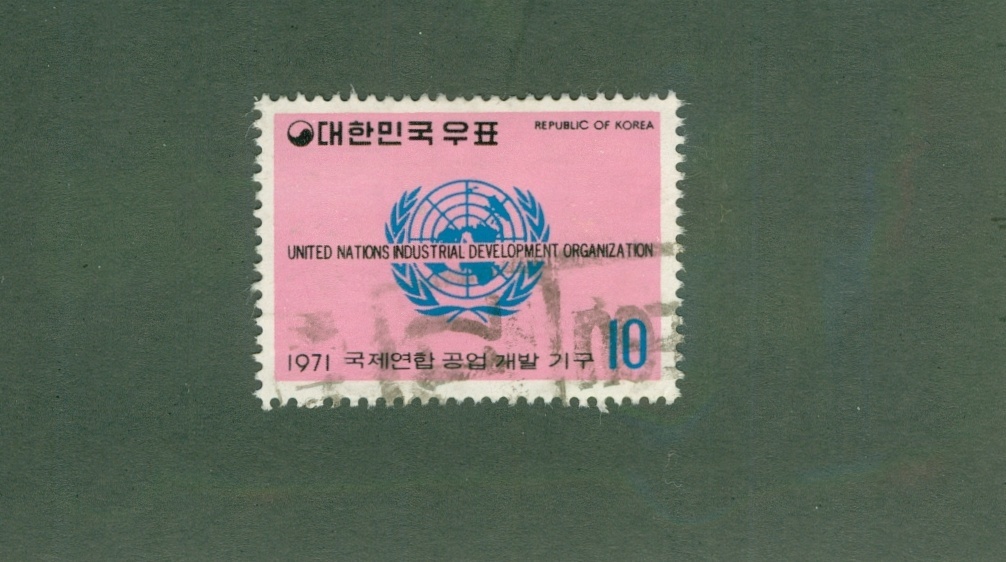 대한민국우표
REPUBLIC OF KOREA
UNITED NATIONS INDUSTRIAL DEVELOPMENT ORGANIZATION
1971 국제연합 공업 개발 기구 10